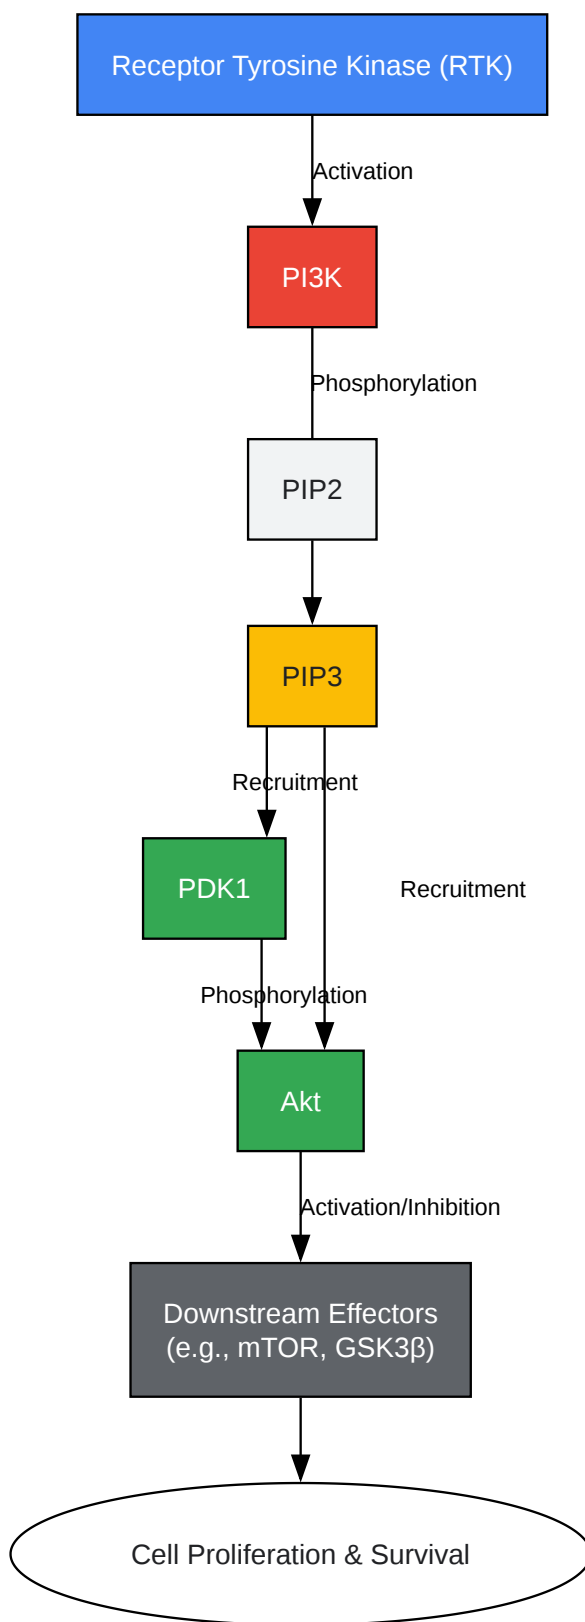 Receptor Tyrosine Kinase (RTK)
Activation
PI3K
Phosphorylation
PIP2
PIP3
Recruitment
PDK1
Recruitment
Phosphorylation
Akt
Activation/Inhibition
Downstream Effectors
(e.g., mTOR, GSK3β)
Cell Proliferation & Survival